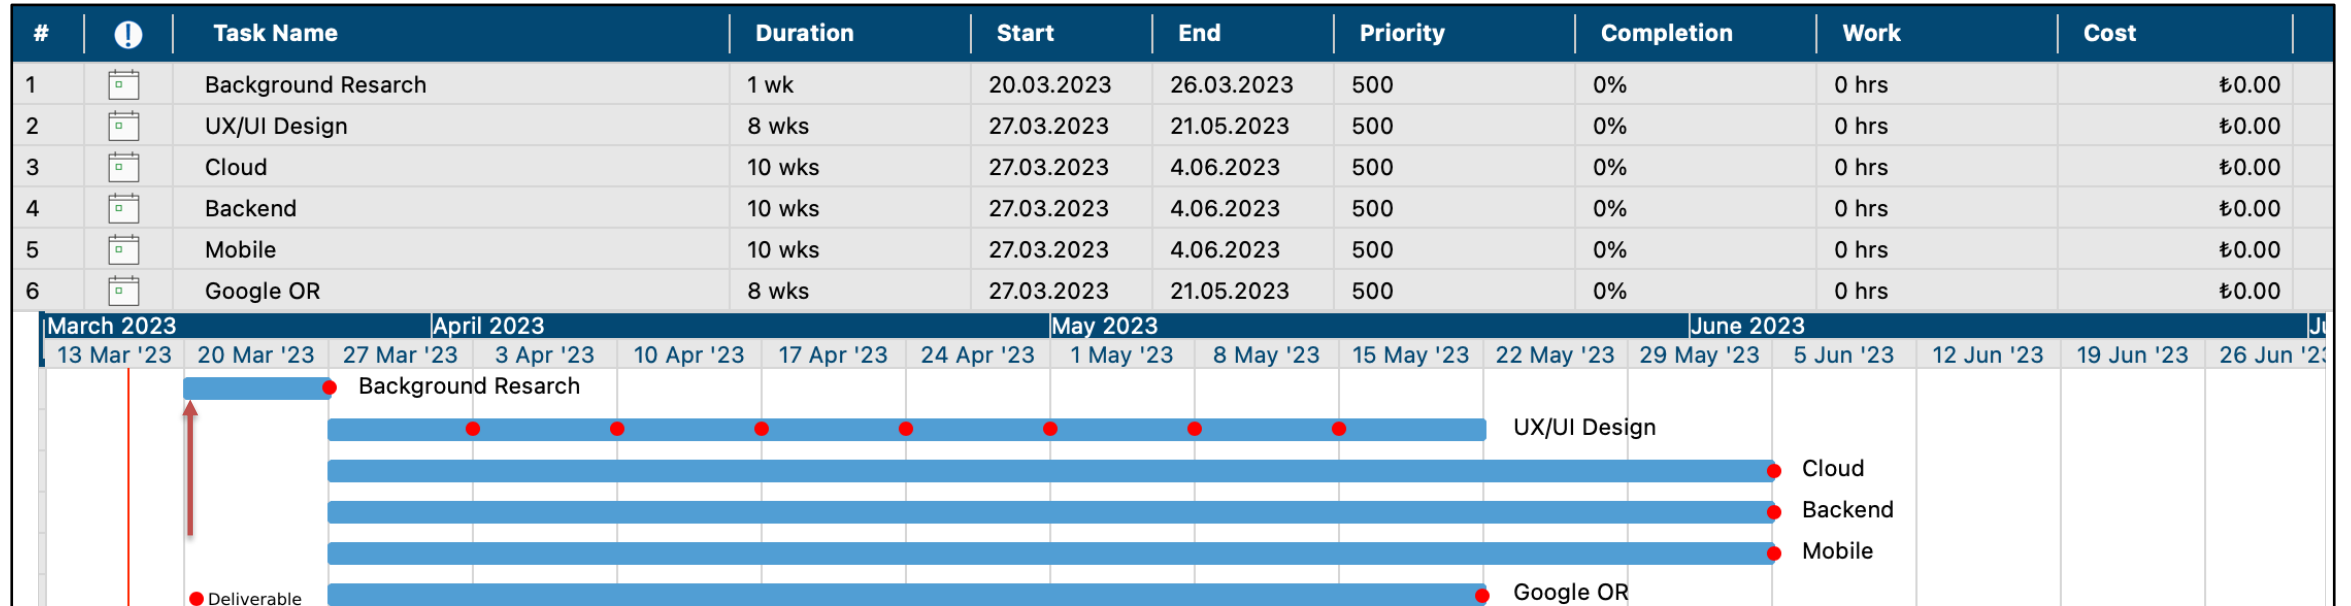 # ! Task Name Duration Start End Priority Completion Work Cost
1 Background Resarch 1 wk 20.03.2023 26.03.2023 500 0% 0 hrs ₺0.00
2 UX/UI Design 8 wks 27.03.2023 21.05.2023 500 0% 0 hrs ₺0.00
3 Cloud 10 wks 27.03.2023 4.06.2023 500 0% 0 hrs ₺0.00
4 Backend 10 wks 27.03.2023 4.06.2023 500 0% 0 hrs ₺0.00
5 Mobile 10 wks 27.03.2023 4.06.2023 500 0% 0 hrs ₺0.00
6 Google OR 8 wks 27.03.2023 21.05.2023 500 0% 0 hrs ₺0.00
March 2023 April 2023 May 2023 June 2023
13 Mar '23 20 Mar '23 27 Mar '23 3 Apr '23 10 Apr '23 17 Apr '23 24 Apr '23 1 May '23 8 May '23 15 May '23 22 May '23 29 May '23 5 Jun '23 12 Jun '23 19 Jun '23 26 Jun
Background Resarch
UX/UI Design
Cloud
Backend
Mobile
Google OR
Deliverable